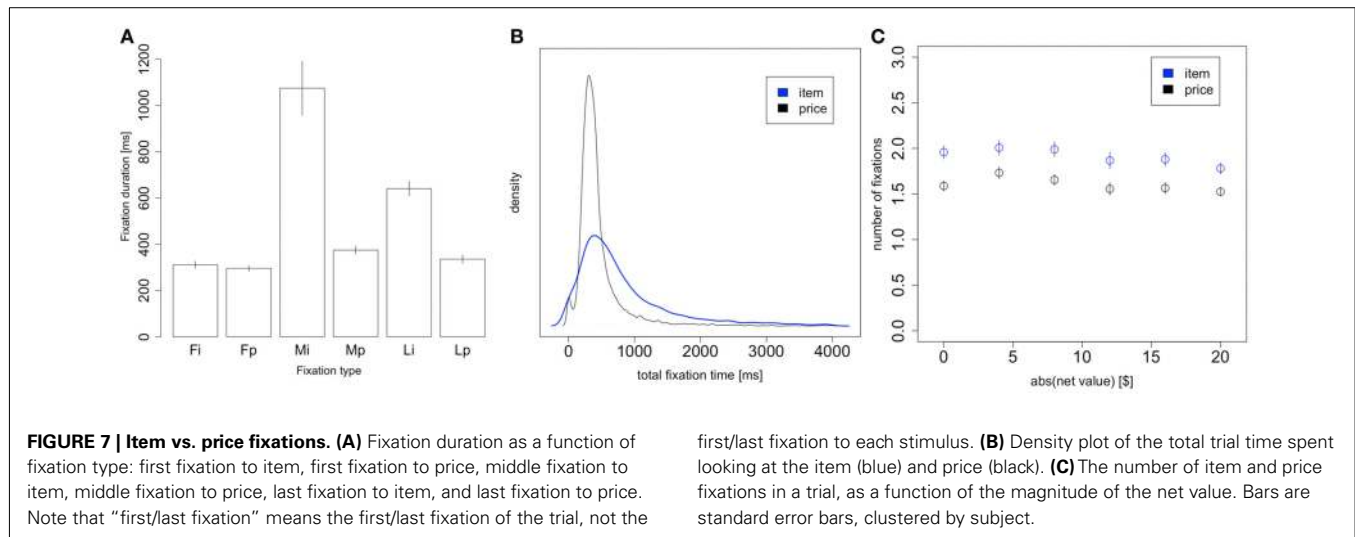 A
Fixation duration [ms]
1200
1000
800
600
400
200
0
Fi Fp Mi Mp Li Lp
Fixation type
B
density
item
price
0 1000 2000 3000 4000
total fixation time [ms]
C
number of fixations
3.0
2.5
2.0
1.5
1.0
0.5
0.0
item
price
0 5 10 15 20
abs(net value) [$]
FIGURE 7 | Item vs. price fixations. (A) Fixation duration as a function of
fixation type: first fixation to item, first fixation to price, middle fixation to
item, middle fixation to price, last fixation to item, and last fixation to price.
Note that “first/last fixation” means the first/last fixation of the trial, not the
first/last fixation to each stimulus. (B) Density plot of the total trial time spent
looking at the item (blue) and price (black). (C) The number of item and price
fixations in a trial, as a function of the magnitude of the net value. Bars are
standard error bars, clustered by subject.